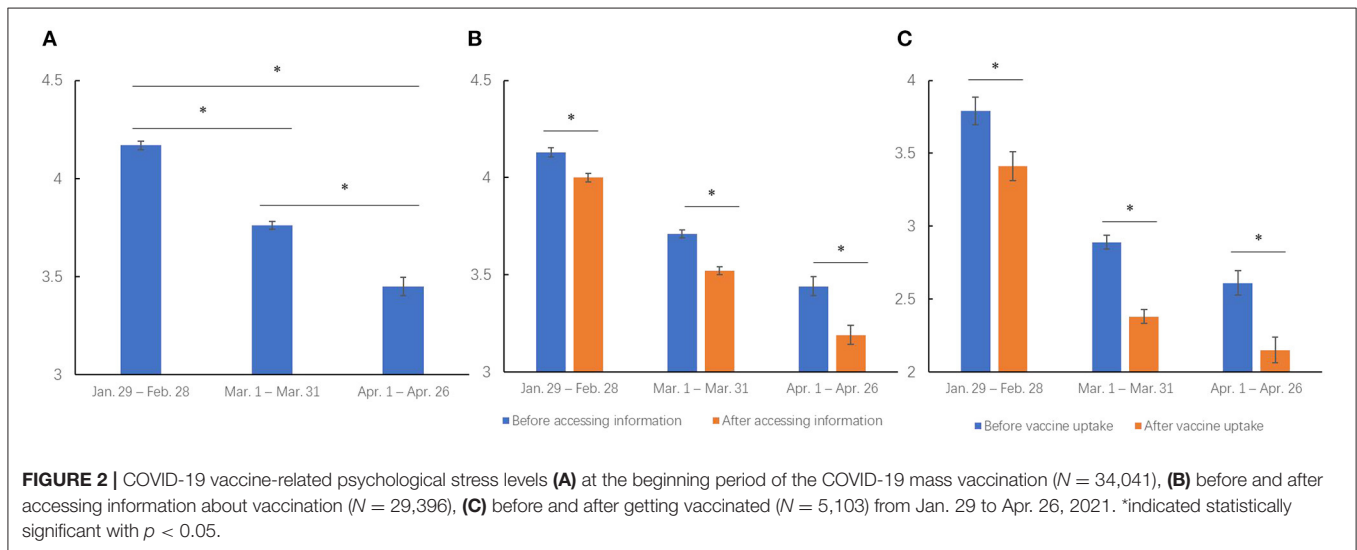 A
*
*
*
4.5
4
3.5
3
Jan. 29 – Feb. 28
Mar. 1 – Mar. 31
Apr. 1 – Apr. 26
B
*
*
*
4.5
4
3.5
3
Jan. 29 – Feb. 28
Mar. 1 – Mar. 31
Apr. 1 – Apr. 26
Before accessing information
After accessing information
C
*
*
*
4
3.5
3
2.5
2
Jan. 29 – Feb. 28
Mar. 1 – Mar. 31
Apr. 1 – Apr. 26
Before vaccine uptake
After vaccine uptake
FIGURE 2 | COVID-19 vaccine-related psychological stress levels (A) at the beginning period of the COVID-19 mass vaccination (N = 34,041), (B) before and after
accessing information about vaccination (N = 29,396), (C) before and after getting vaccinated (N = 5,103) from Jan. 29 to Apr. 26, 2021. *indicated statistically
significant with p < 0.05.